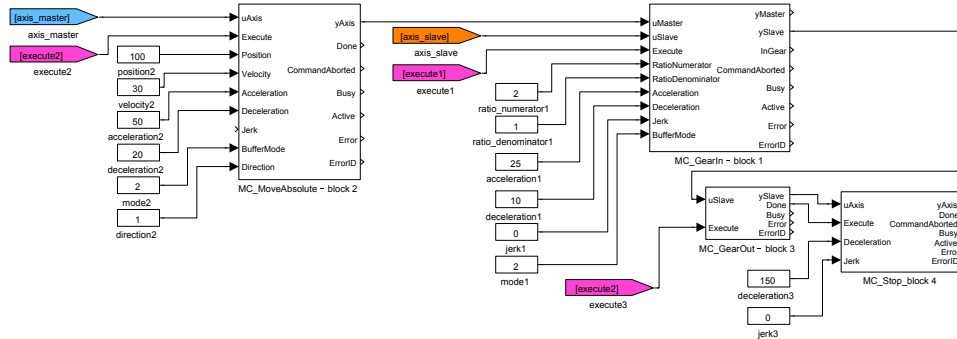 [axis_master]
axis_master
[execute2]
execute2
100
position2
30
velocity2
50
acceleration2
20
deceleration2
2
mode2
1
direction2
uAxis
Execute
Position
Velocity
Acceleration
Deceleration
Jerk
BufferMode
Direction
yAxis
Done
CommandAborted
Busy
Active
Error
ErrorID
MC_MoveAbsolute - block 2
[axis_slave]
axis_slave
[execute1]
execute1
2
ratio_numerator1
1
ratio_denominator1
25
acceleration1
10
deceleration1
0
jerk1
2
mode1
uMaster
uSlave
Execute
RatioNumerator
RatioDenominator
Acceleration
Deceleration
Jerk
BufferMode
yMaster
ySlave
InGear
CommandAborted
Busy
Active
Error
ErrorID
MC_GearIn - block 1
[execute2]
execute3
uSlave
Execute
ySlave
Done
Busy
Error
ErrorID
MC_GearOut - block 3
150
deceleration3
0
jerk3
uAxis
Execute
Deceleration
Jerk
yAxis
Done
CommandAborted
Busy
Active
Error
ErrorID
MC_Stop_block 4